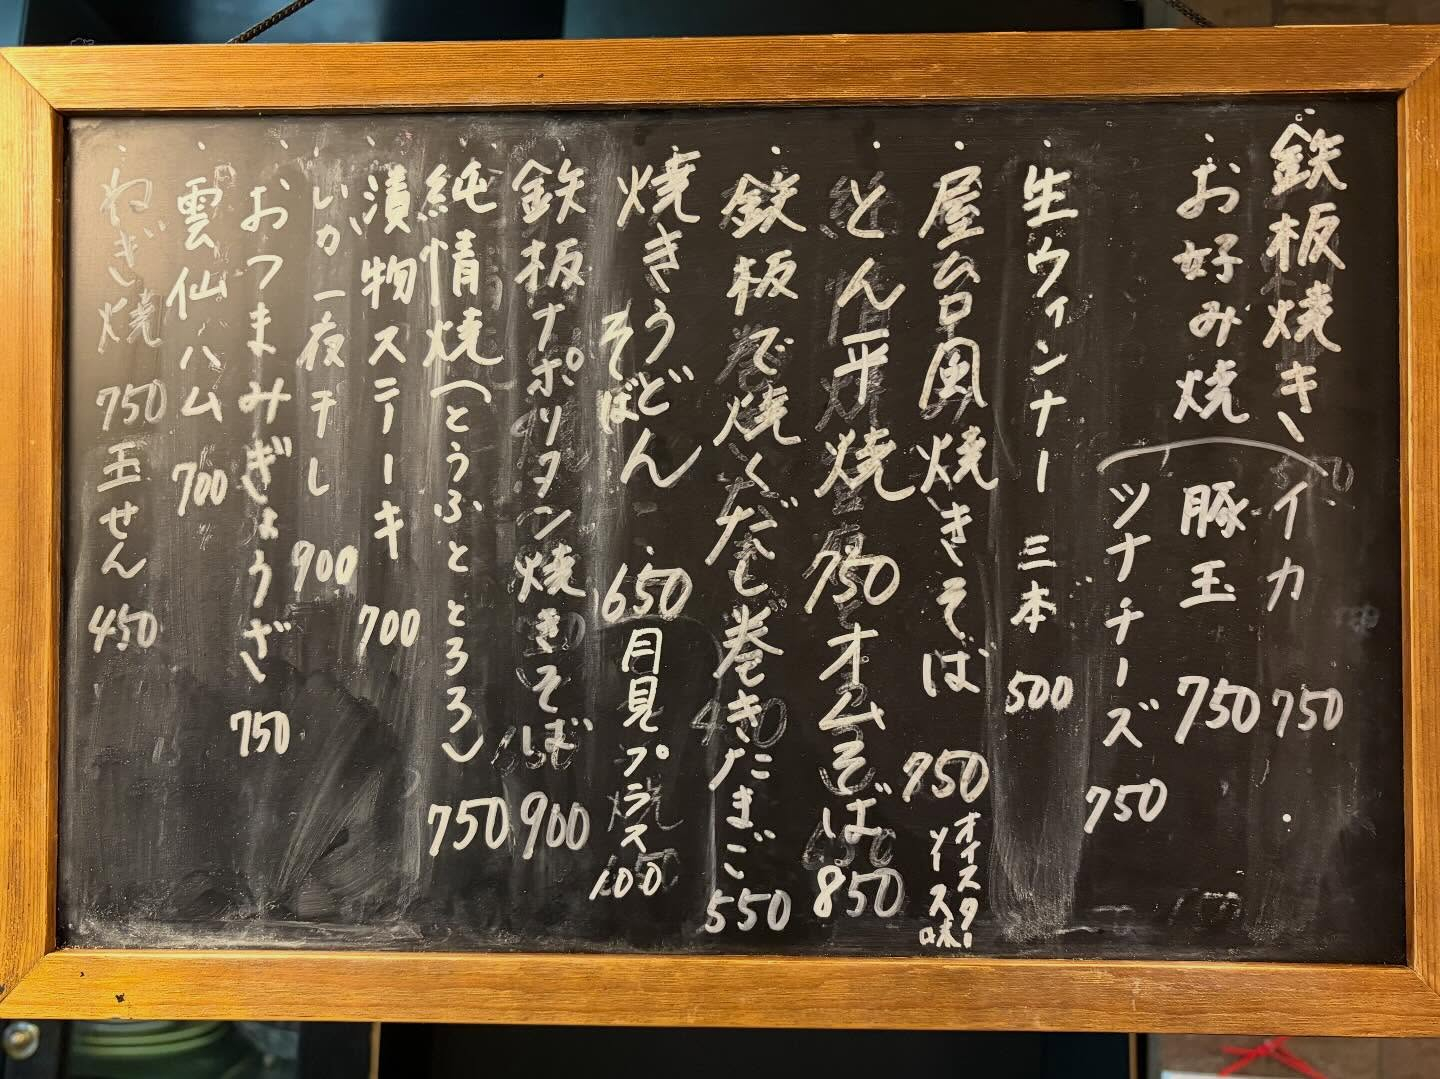 ・鉄板焼き
・お好み焼
イカ 750
豚玉 750
ツナチーズ 750
・生ウィンナー 三本 500
・屋ムロ風焼きそば 750 オイスターソース味
・とん平焼 750 オムそば 850
・鉄板で焼くだし巻きたまご 550
・焼きうどん
そば
・650 月見プラス 100
・鉄板ナポリタン焼きそば 900
・純情焼(とうふととろろ) 750
・漬物ステーキ 700
・いか一夜干し 900
・おつまみぎょうざ 750
・雲仙ハム 700
・ねぎ焼 750 玉せん 450